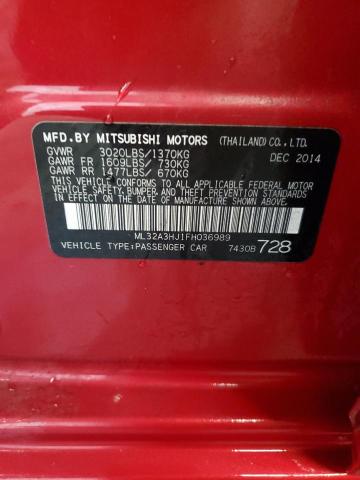 MFD.BY MITSUBISHI MOTORS (THAILAND) CO., LTD.
GVWR 3020LBS/1370KG DEC 2014
GAWR FR 1609LBS/ 730KG
GAWR RR 1477LBS/ 670KG
THIS VEHICLE CONFORMS TO ALL APPLICABLE FEDERAL MOTOR
VEHICLE SAFETY, BUMPER, AND THEFT PREVENTION STANDARDS
IN EFFECT ON THE DATE OF MANUFACTURE SHOWN ABOVE.
ML32A3HJ1FH036989
VEHICLE TYPE:PASSENGER CAR 7430B 728